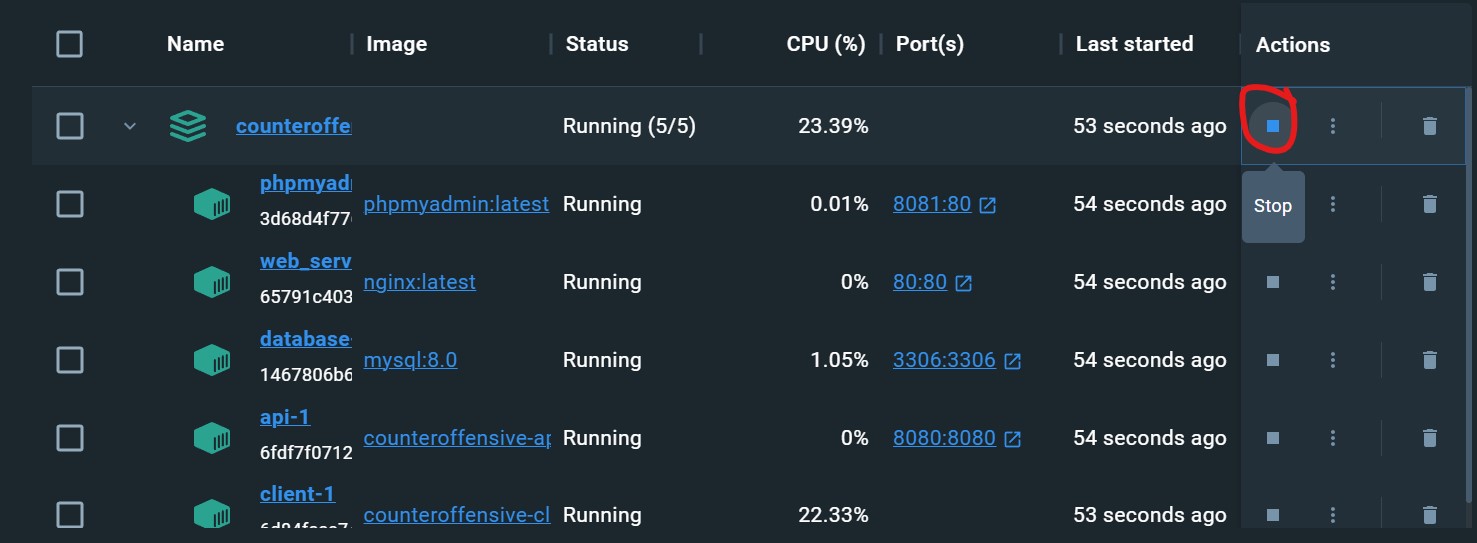 Name Image Status CPU (%) Port(s) Last started Actions
counteroffe Running (5/5) 23.39% 53 seconds ago
phpmyad
3d68d4f77 phpmyadmin:latest Running 0.01% 8081:80 54 seconds ago
Stop
web_serv
65791c403 nginx:latest Running 0% 80:80 54 seconds ago
database-
1467806b6 mysql:8.0 Running 1.05% 3306:3306 54 seconds ago
api-1
6fdf7f0712 counteroffensive-ap Running 0% 8080:8080 54 seconds ago
client-1
counteroffensive-cl Running 22.33% 53 seconds ago